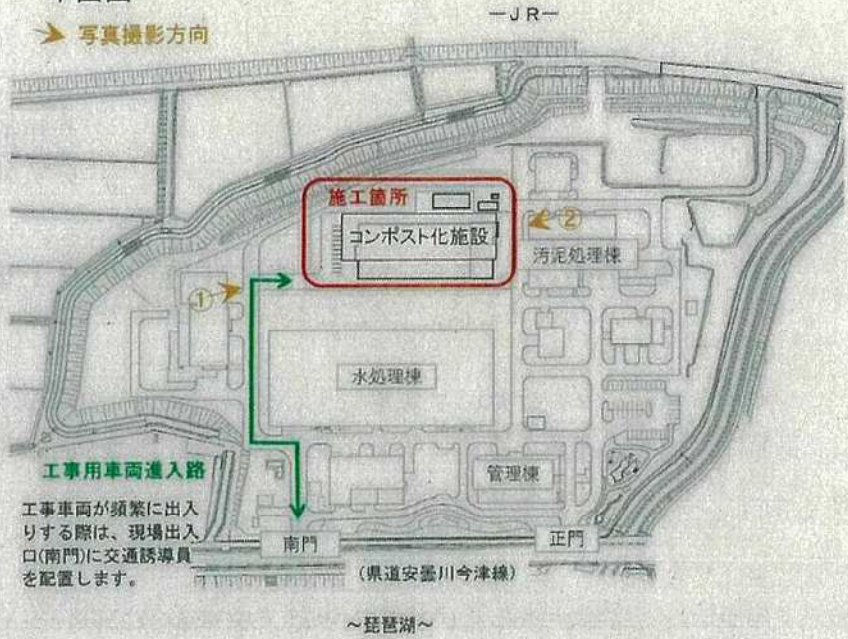 －JR－
写真撮影方向
施工箇所
コンポスト化施設
②
汚泥処理棟
①
水処理棟
工事用車両進入路
管理棟
工事車両が頻繁に出入
りする際は、現場出入
口(南門)に交通誘導員
を配置します。
南門
正門
(県道安曇川今津線)
～琵琶湖～